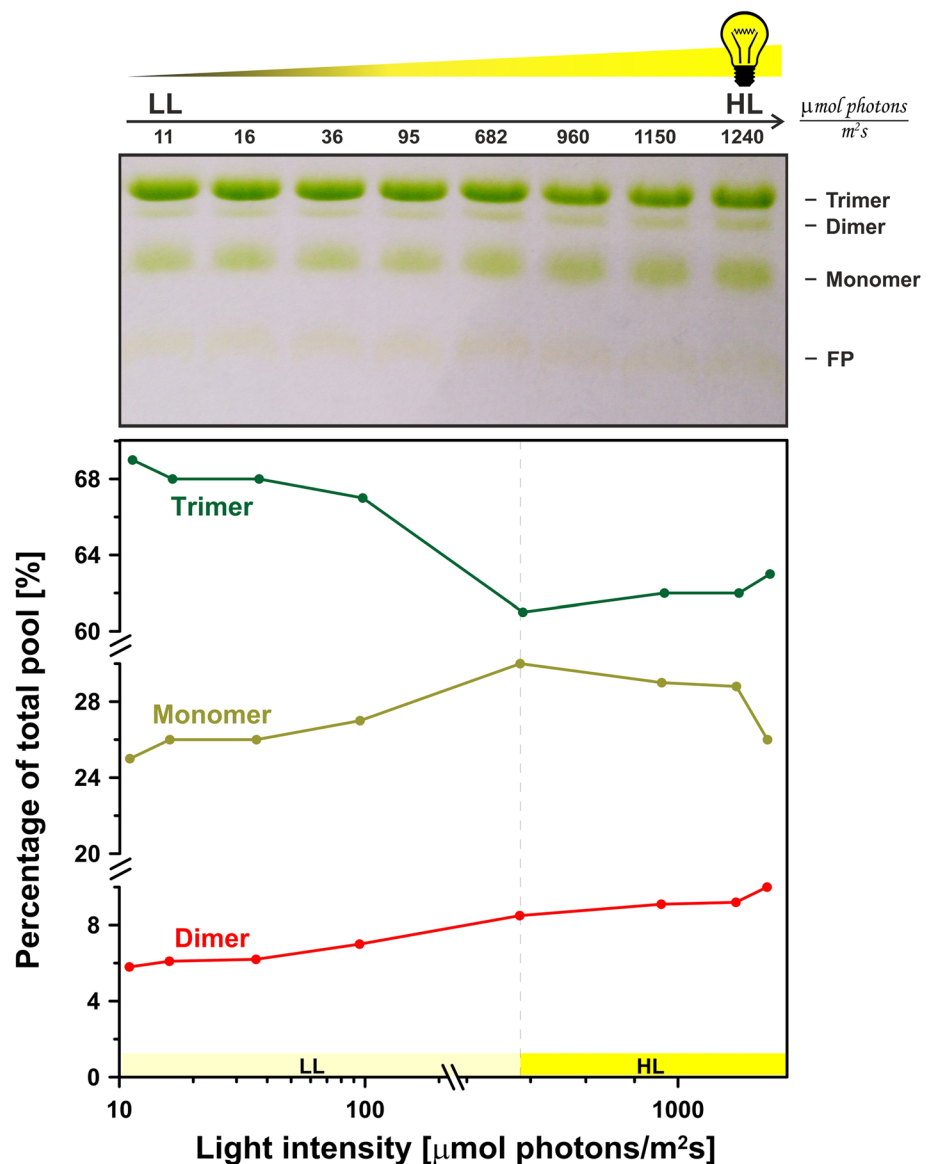 LL HL μmol photons
m²s
11 16 36 95 682 960 1150 1240
Trimer
Dimer
Monomer
FP
Percentage of total pool [%]
68
Trimer
64
60
28
Monomer
24
20
8
Dimer
4
0
LL HL
10 100 1000
Light intensity [μmol photons/m²s]